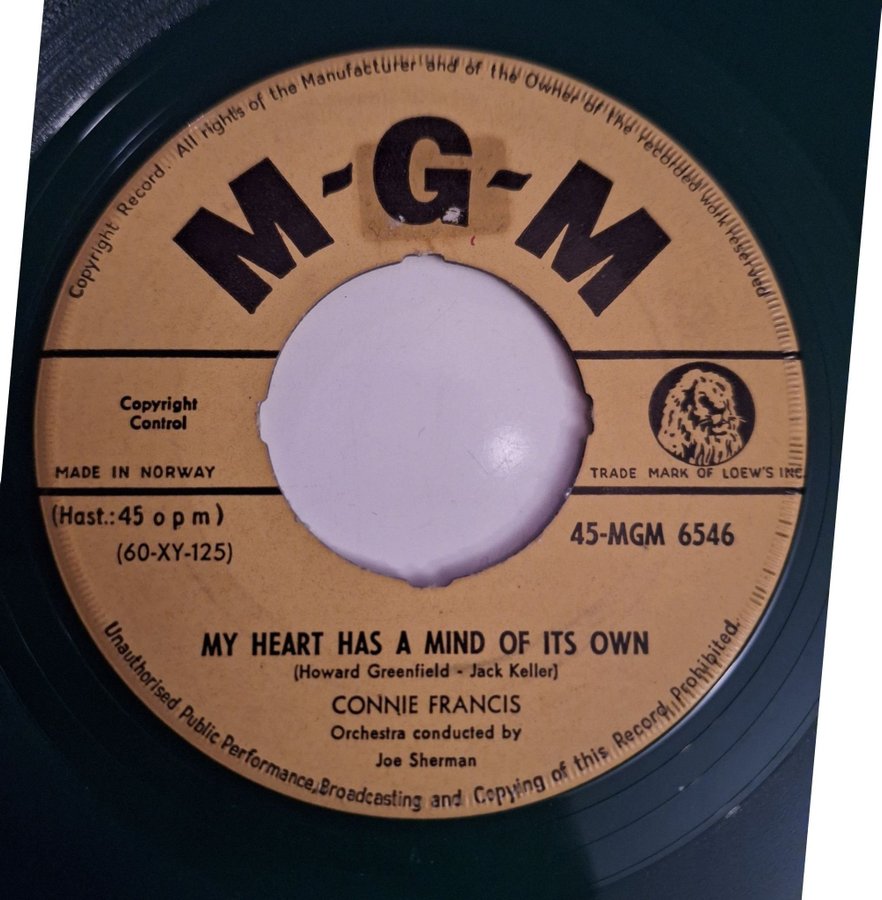 Copyright Record. All rights of the Manufacturer and of the Owner of the recorded work reserved
M-G-M
Copyright
Control
MADE IN NORWAY
TRADE MARK OF LOEW'S INC.
(Hast.: 45 o p m)
(60-XY-125)
45-MGM 6546
MY HEART HAS A MIND OF ITS OWN
(Howard Greenfield - Jack Keller)
CONNIE FRANCIS
Orchestra conducted by
Joe Sherman
Unauthorised Public Performance, Broadcasting and Copying of this Record Prohibited.